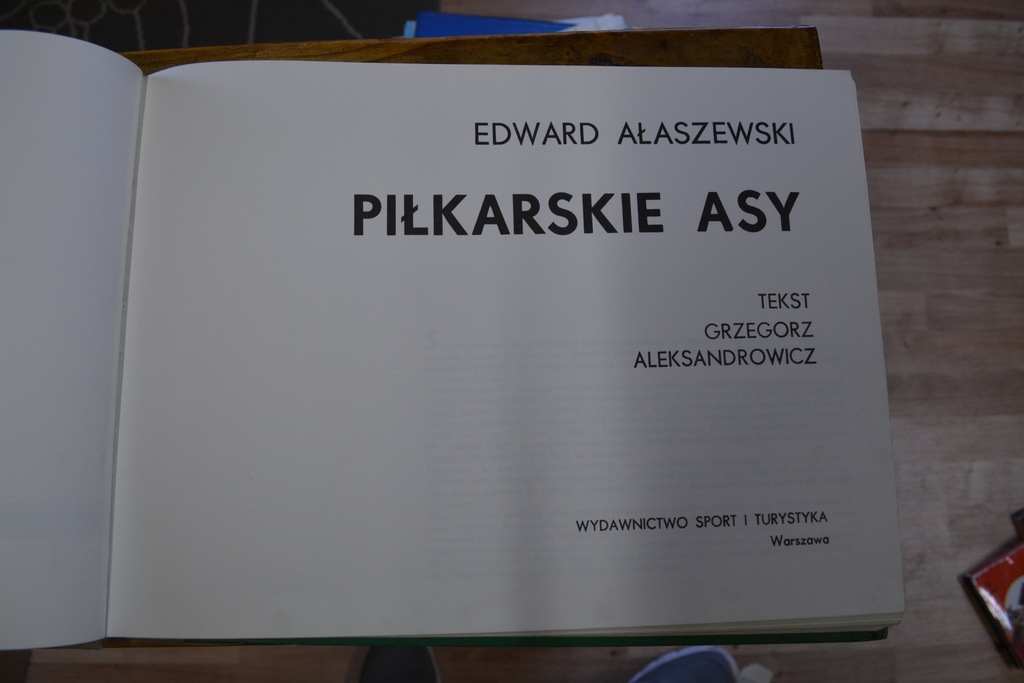 EDWARD AŁASZEWSKI
PIŁKARSKIE ASY
TEKST
GRZEGORZ
ALEKSANDROWICZ
WYDAWNICTWO SPORT I TURYSTYKA
Warszawa